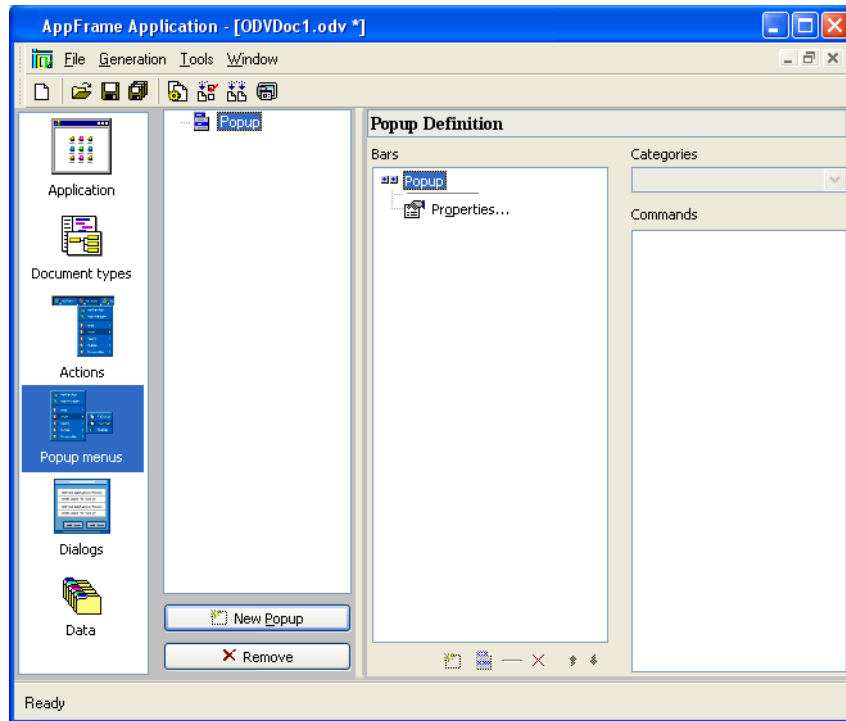 AppFrame Application - [ODVDoc1.odv *]
File Generation Tools Window
Application
Document types
Actions
Popup menus
Dialogs
Data
Popup
New Popup
Remove
Popup Definition
Bars
Popup
Properties...
Categories
Commands
Ready